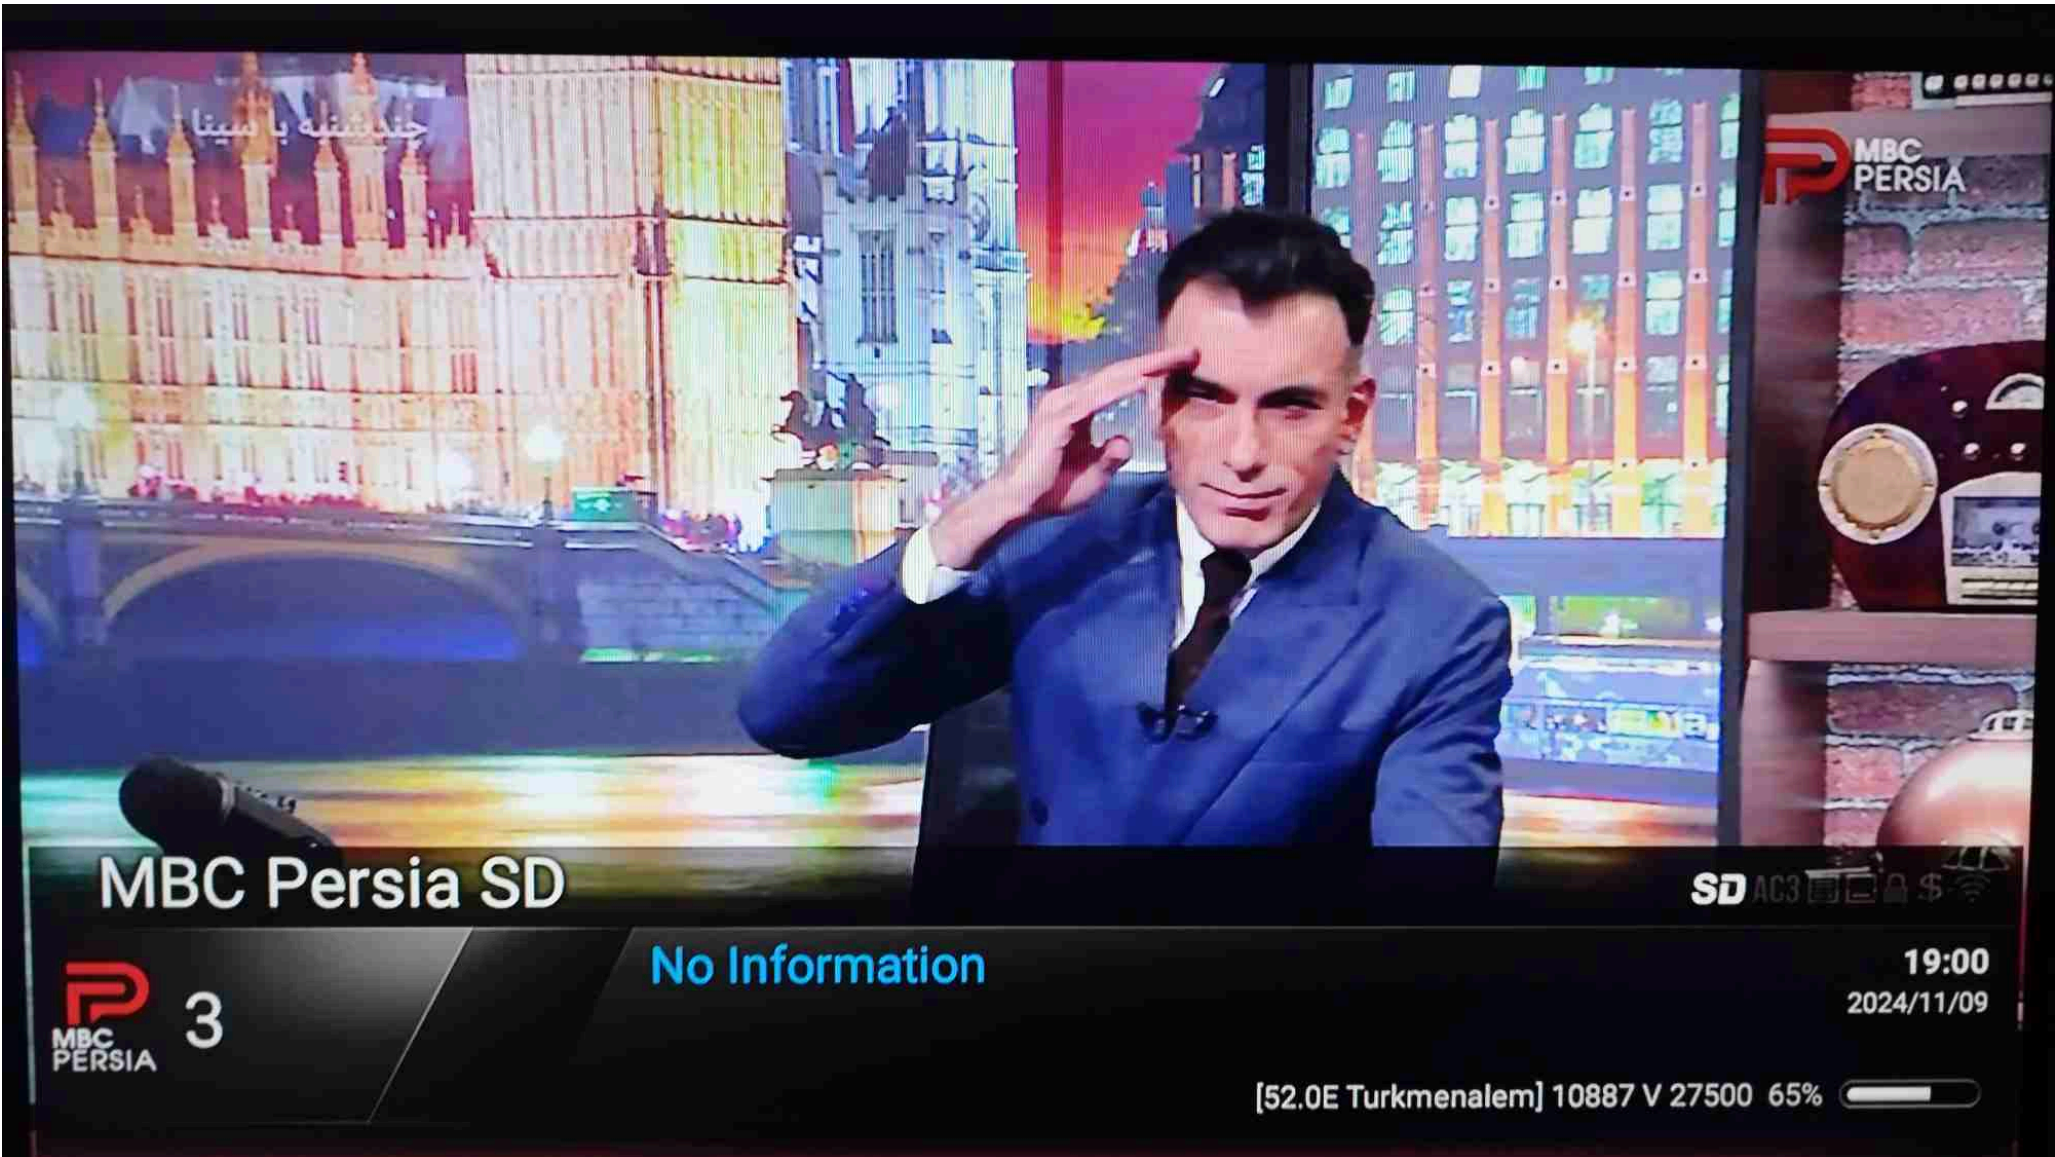 چندشنبه با سینا
MBC
PERSIA
MBC Persia SD
SD AC3 $
No Information
19:00
2024/11/09
3
MBC
PERSIA
[52.0E Turkmenalem] 10887 V 27500 65%